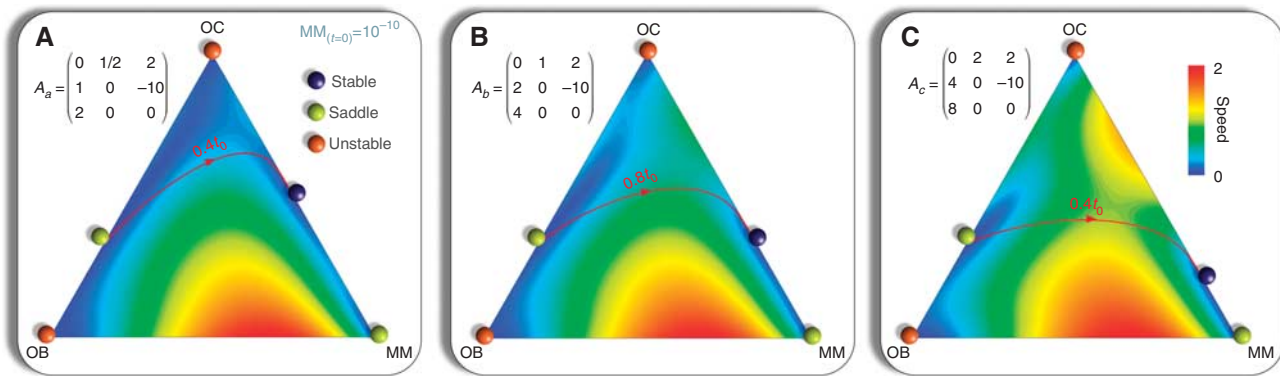 A
OC
MM(t=0)=10−10
Aa = (0 1/2 2
1 0 −10
2 0 0)
Stable
Saddle
Unstable
0.4t0
OB
MM
B
OC
Ab = (0 1 2
2 0 −10
4 0 0)
0.8t0
OB
MM
C
OC
Ac = (0 2 2
4 0 −10
8 0 0)
2
Speed
0
0.4t0
OB
MM